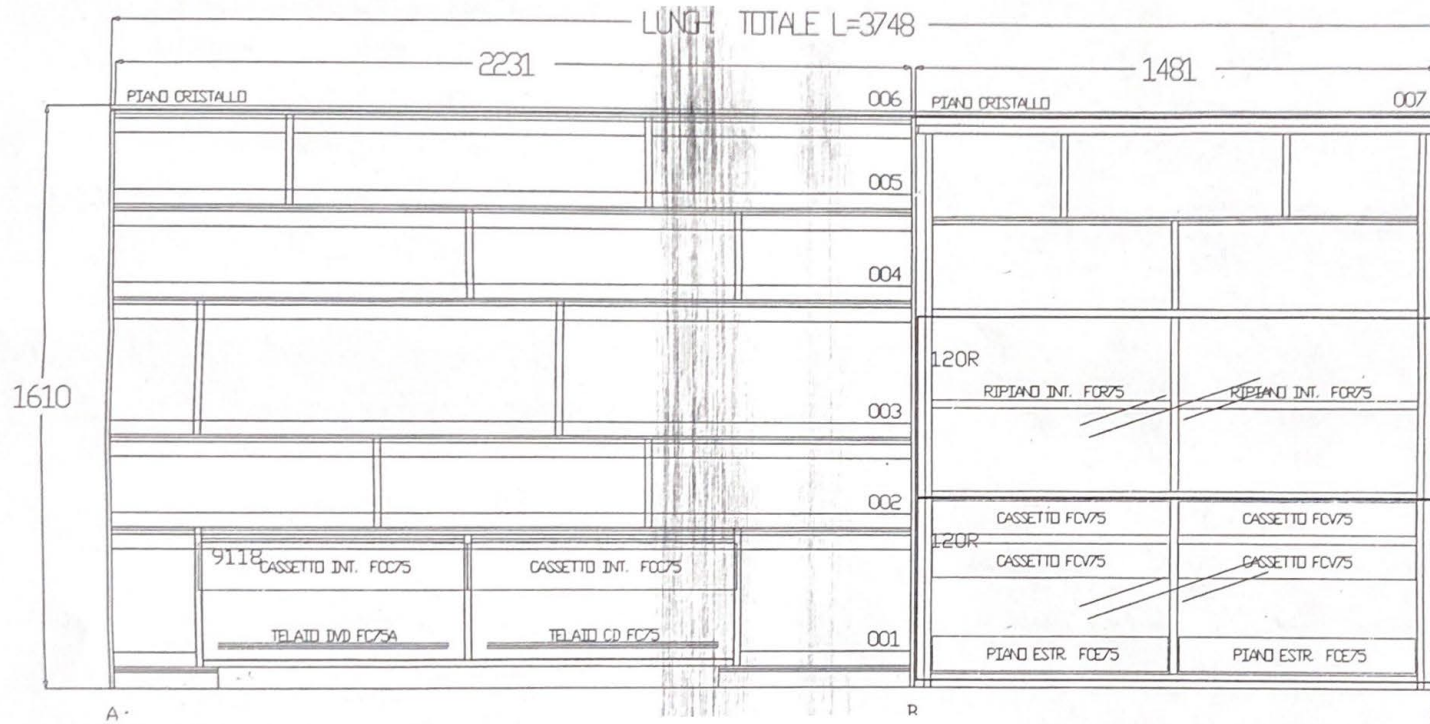 LUNGH. TOTALE L=3748
2231
1481
PIANO CRISTALLO 006
PIANO CRISTALLO 007
005
004
1610
120R
RIPIANO INT. FCR75 RIPIANO INT. FCR75
003
002
CASSETTO FCV75 CASSETTO FCV75
120R
9118
CASSETTO INT. FCC75 CASSETTO INT. FCC75
CASSETTO FCV75 CASSETTO FCV75
TELAIO DVD FC75A TELAIO CD FC75
001
PIANO ESTR. FCE75 PIANO ESTR. FCE75
A
B